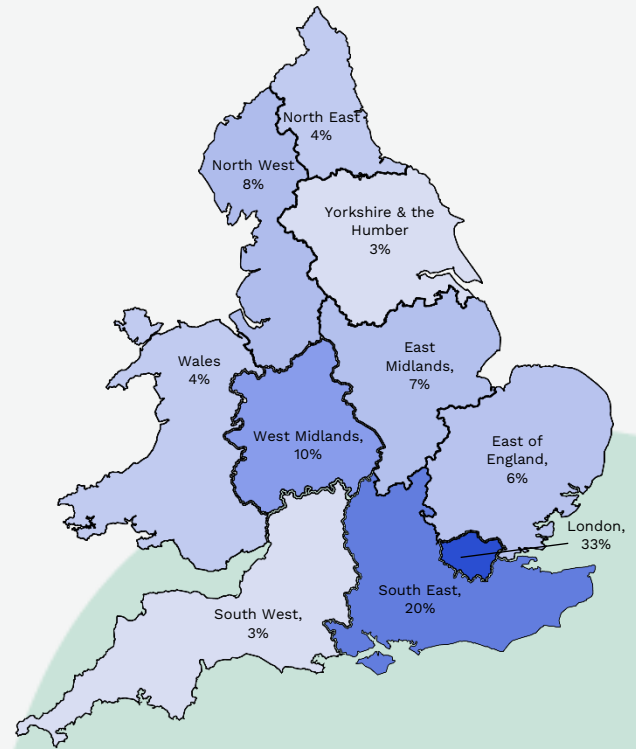 North East
4%
North West
8%
Yorkshire & the
Humber
3%
Wales
4%
East
Midlands,
7%
West Midlands,
10%
East of
England,
6%
London,
33%
South East,
20%
South West,
3%